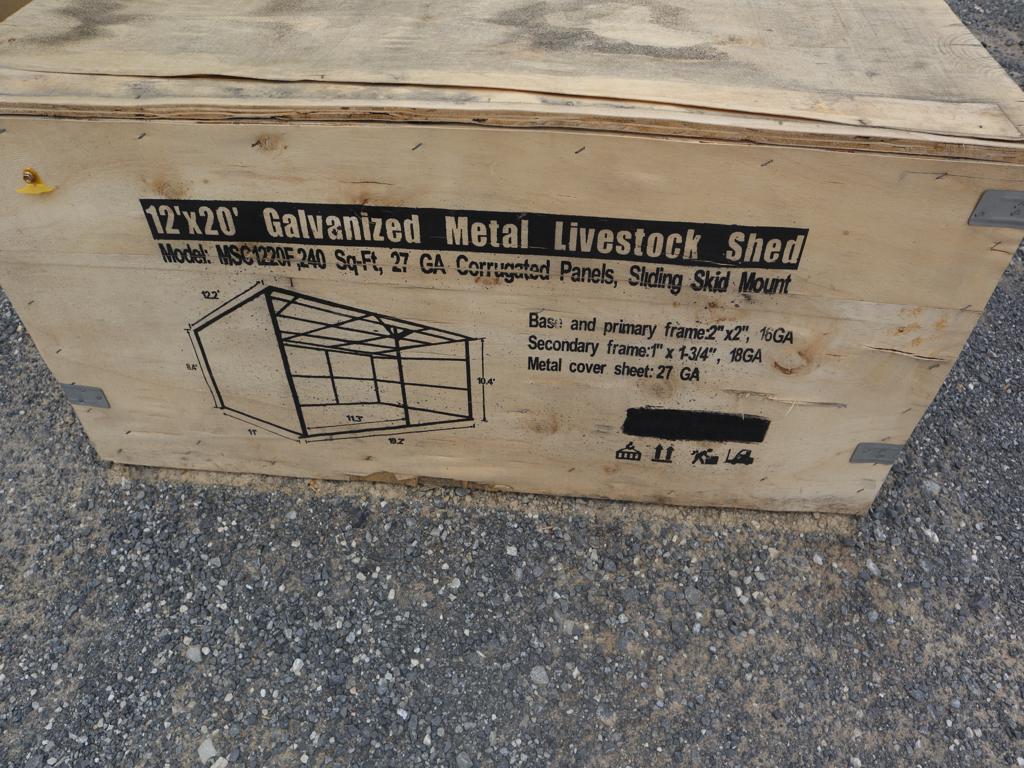 12'x20' Galvanized Metal Livestock Shed
Model: MSC1220F,240 Sq-Ft, 27 GA Corrugated Panels, Sliding Skid Mount
Base and primary frame:2"x2", 16GA
Secondary frame:1" x 1-3/4", 18GA
Metal cover sheet: 27 GA
12.2'
8.4'
10.4'
11.3'
11'
19.2'